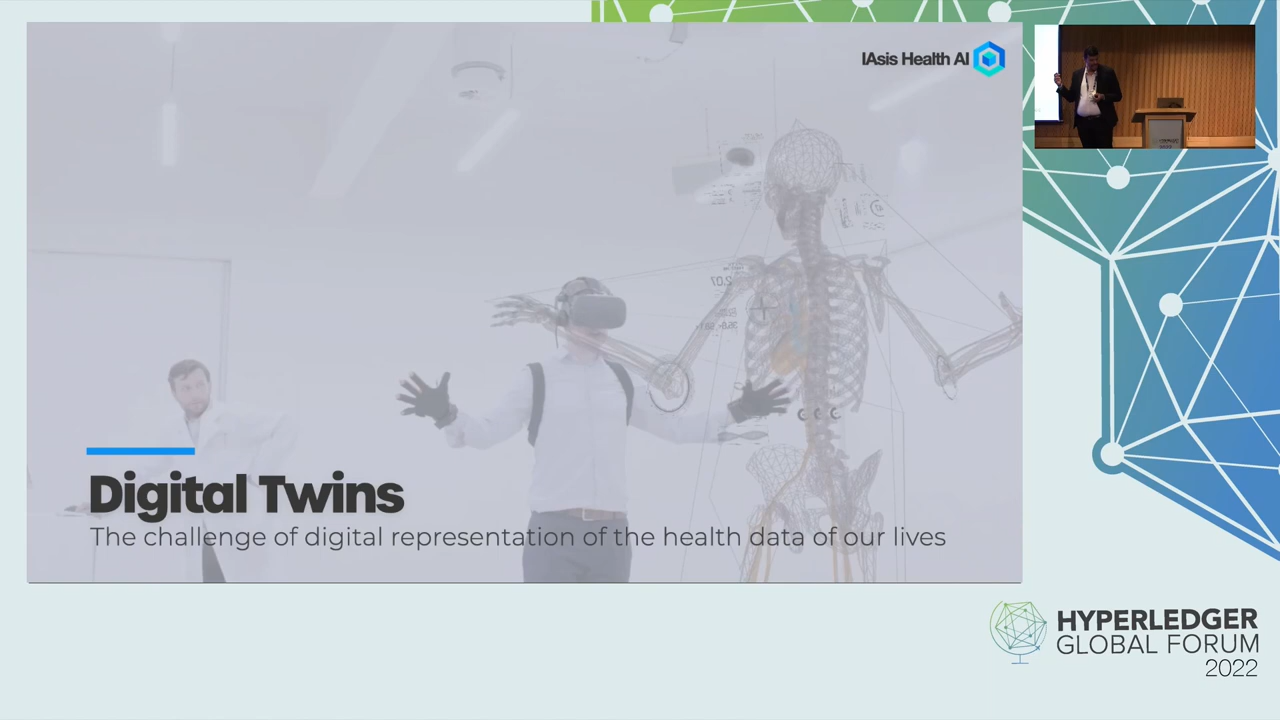 IAsis Health AI
Digital Twins
The challenge of digital representation of the health data of our lives
HYPERLEDGER
GLOBAL FORUM
2022